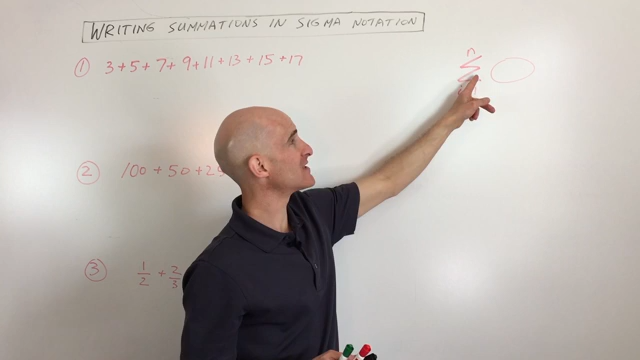 WRITING SUMMATIONS IN SIGMA NOTATION
① 3+5+7+9+11+13+15+17
n
Σ
② 100+50+25
③ 1/2 + 2/3